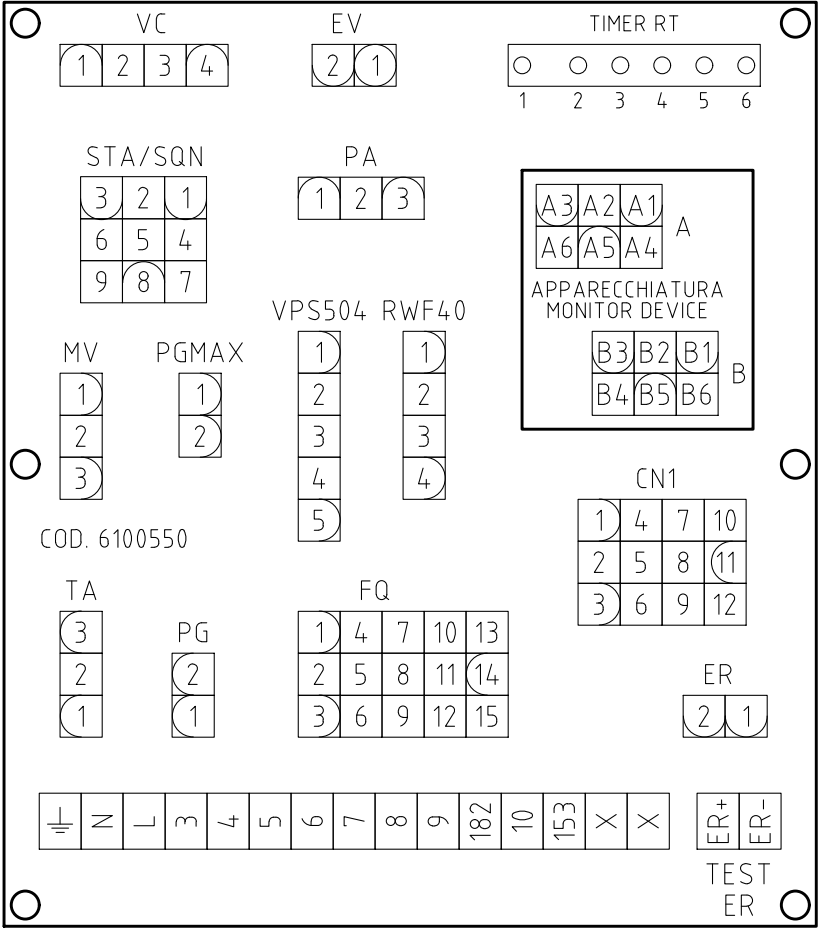 VC EV TIMER RT
1 2 3 4 2 1
1 2 3 4 5 6
STA/SQN PA
3 2 1 1 2 3
6 5 4
9 8 7
A3 A2 A1
A
A6 A5 A4
APPARECCHIATURA
MONITOR DEVICE
B3 B2 B1
B
B4 B5 B6
VPS504 RWF40
1 1
2 2
3 3
4 4
5
MV PGMAX
1 1
2 2
3
CN1
1 4 7 10
2 5 8 11
3 6 9 12
COD. 6100550
TA FQ
3 1 4 7 10 13
2 2 5 8 11 14
1 3 6 9 12 15
PG
2
1
ER
2 1
N L 3 4 5 6 7 8 9 182 10 153 X X ER+ ER-
TEST
ER